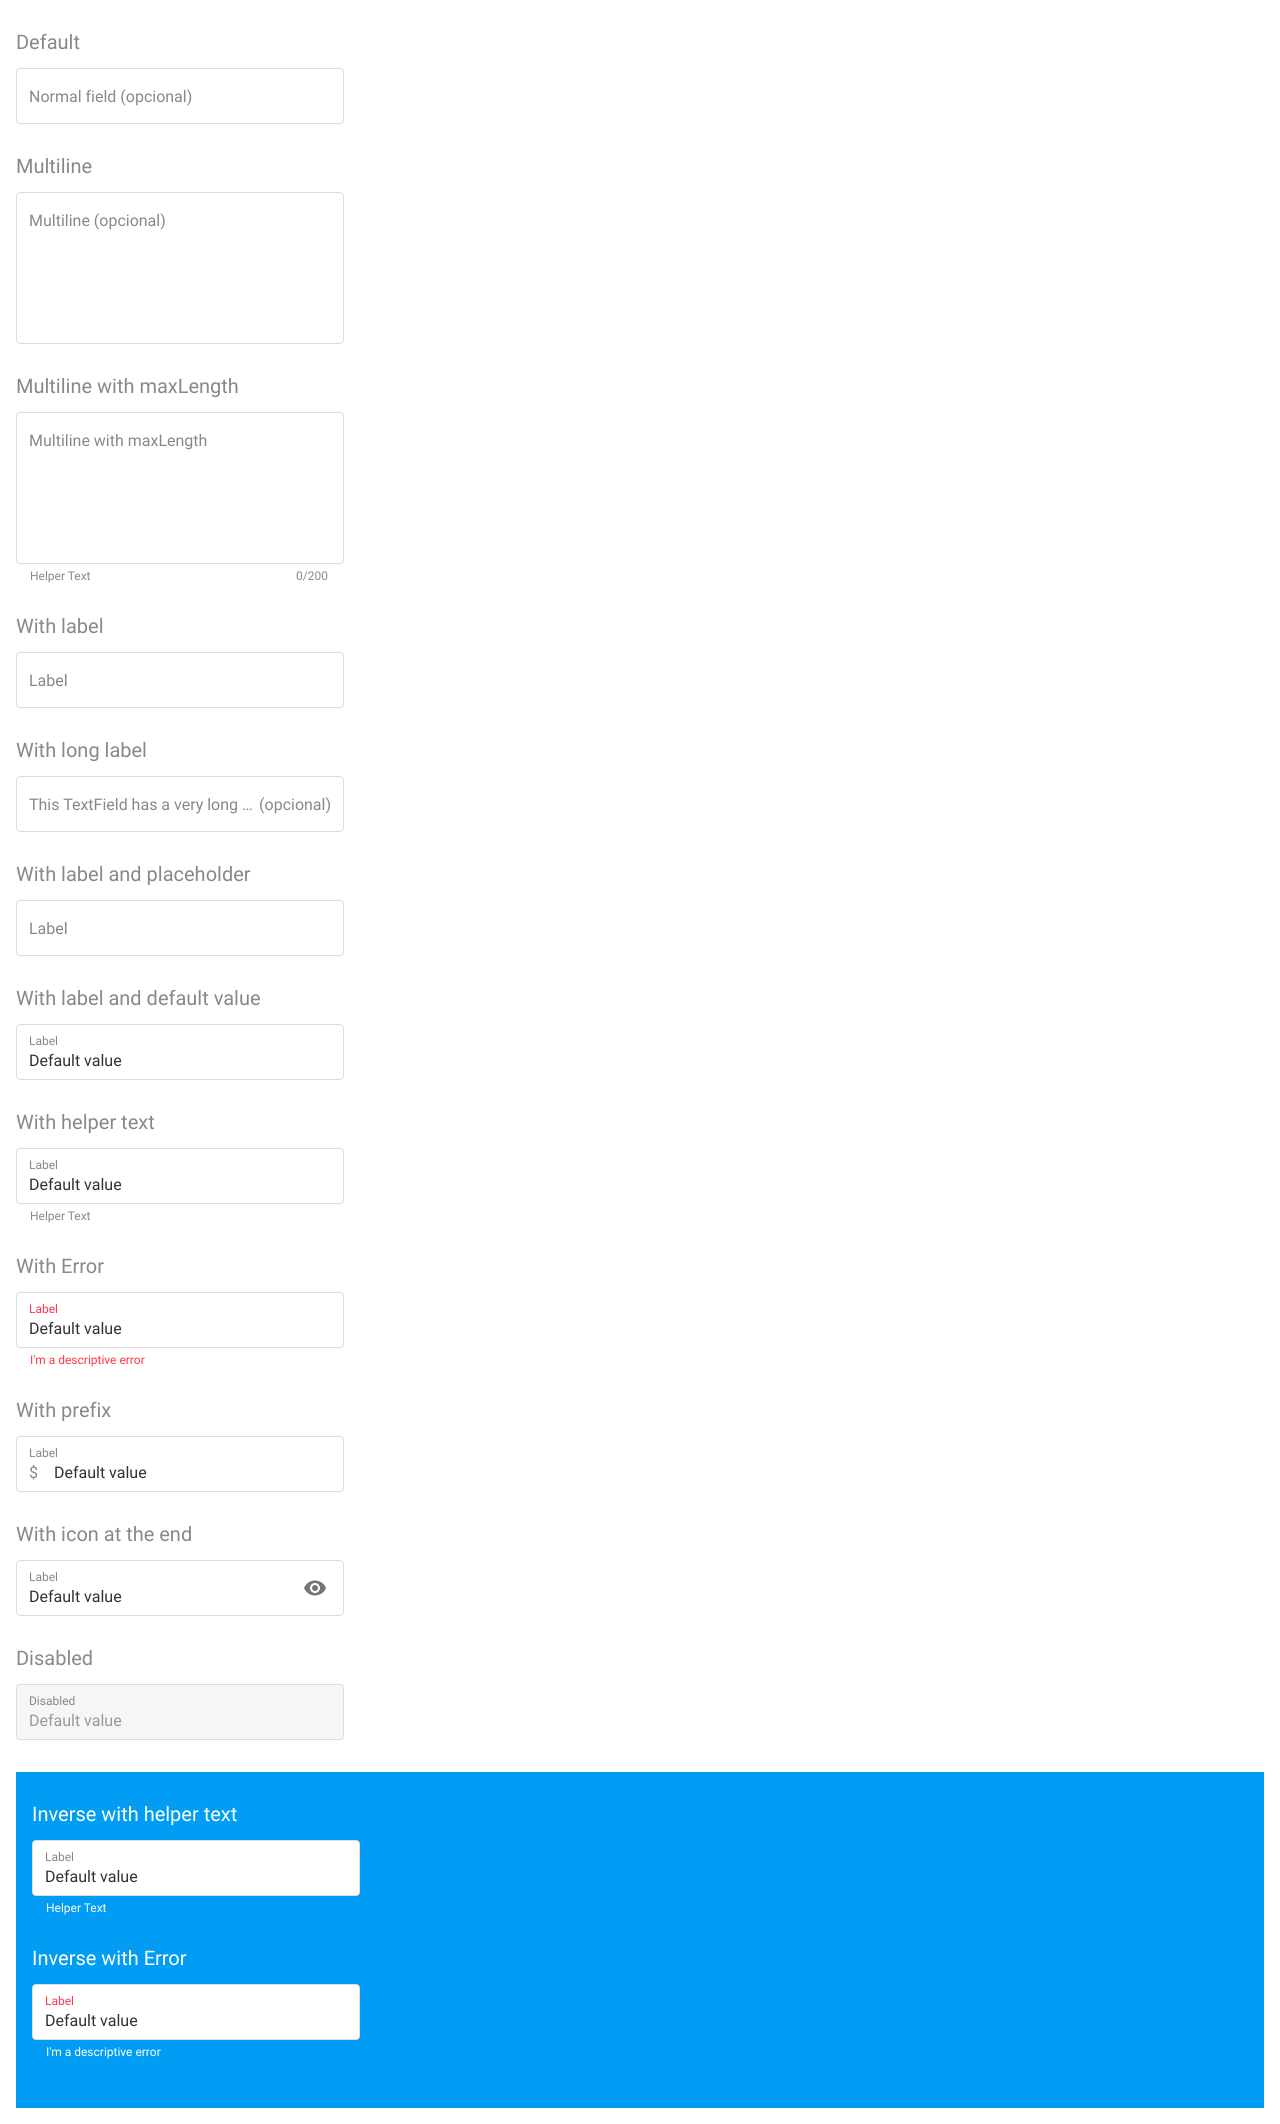 Default
Normal field (opcional)
Multiline
Multiline (opcional)
Multiline with maxLength
Multiline with maxLength
Helper Text 0/200
With label
Label
With long label
This TextField has a very long ... (opcional)
With label and placeholder
Label
With label and default value
Label
Default value
With helper text
Label
Default value
Helper Text
With Error
Label
Default value
I'm a descriptive error
With prefix
Label
$ Default value
With icon at the end
Label
Default value
Disabled
Disabled
Default value
Inverse with helper text
Label
Default value
Helper Text
Inverse with Error
Label
Default value
I'm a descriptive error